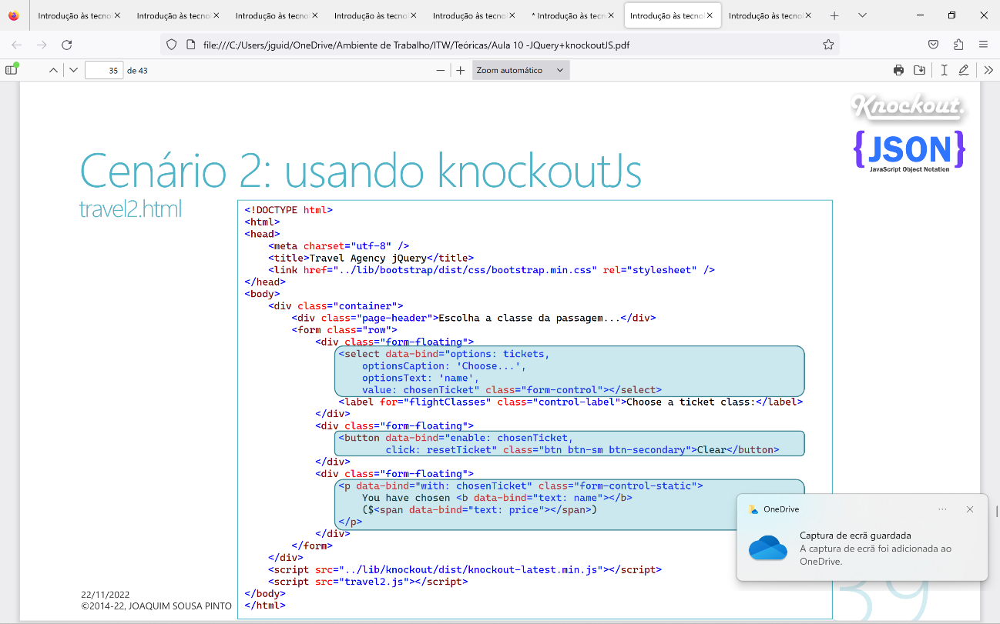 Introdução às tecnol
Introdução às tecnol
Introdução às tecnol
Introdução às tecnol
Introdução às tecnol
* Introdução às tecn
Introdução às tecnol
Introdução às tecnol
file:///C:/Users/jguid/OneDrive/Ambiente de Trabalho/ITW/Teóricas/Aula 10 -JQuery+knockoutJS.pdf
35 de 43
Zoom automático
Knockout.
{JSON}
JavaScript Object Notation
Cenário 2: usando knockoutJs
travel2.html
<!DOCTYPE html>
<html>
<head>
<meta charset="utf-8" />
<title>Travel Agency jQuery</title>
<link href="../lib/bootstrap/dist/css/bootstrap.min.css" rel="stylesheet" />
</head>
<body>
<div class="container">
<div class="page-header">Escolha a classe da passagem...</div>
<form class="row">
<div class="form-floating">
<select data-bind="options: tickets,
optionsCaption: 'Choose...',
optionsText: 'name',
value: chosenTicket" class="form-control"></select>
<label for="flightClasses" class="control-label">Choose a ticket class:</label>
</div>
<div class="form-floating">
<button data-bind="enable: chosenTicket,
click: resetTicket" class="btn btn-sm btn-secondary">Clear</button>
</div>
<div class="form-floating">
<p data-bind="with: chosenTicket" class="form-control-static">
You have chosen <b data-bind="text: name"></b>
($<span data-bind="text: price"></span>)
</p>
</div>
</form>
</div>
<script src="../lib/knockout/dist/knockout-latest.min.js"></script>
<script src="travel2.js"></script>
</body>
</html>
22/11/2022
©2014-22, JOAQUIM SOUSA PINTO
39
OneDrive
Captura de ecrã guardada
A captura de ecrã foi adicionada ao
OneDrive.